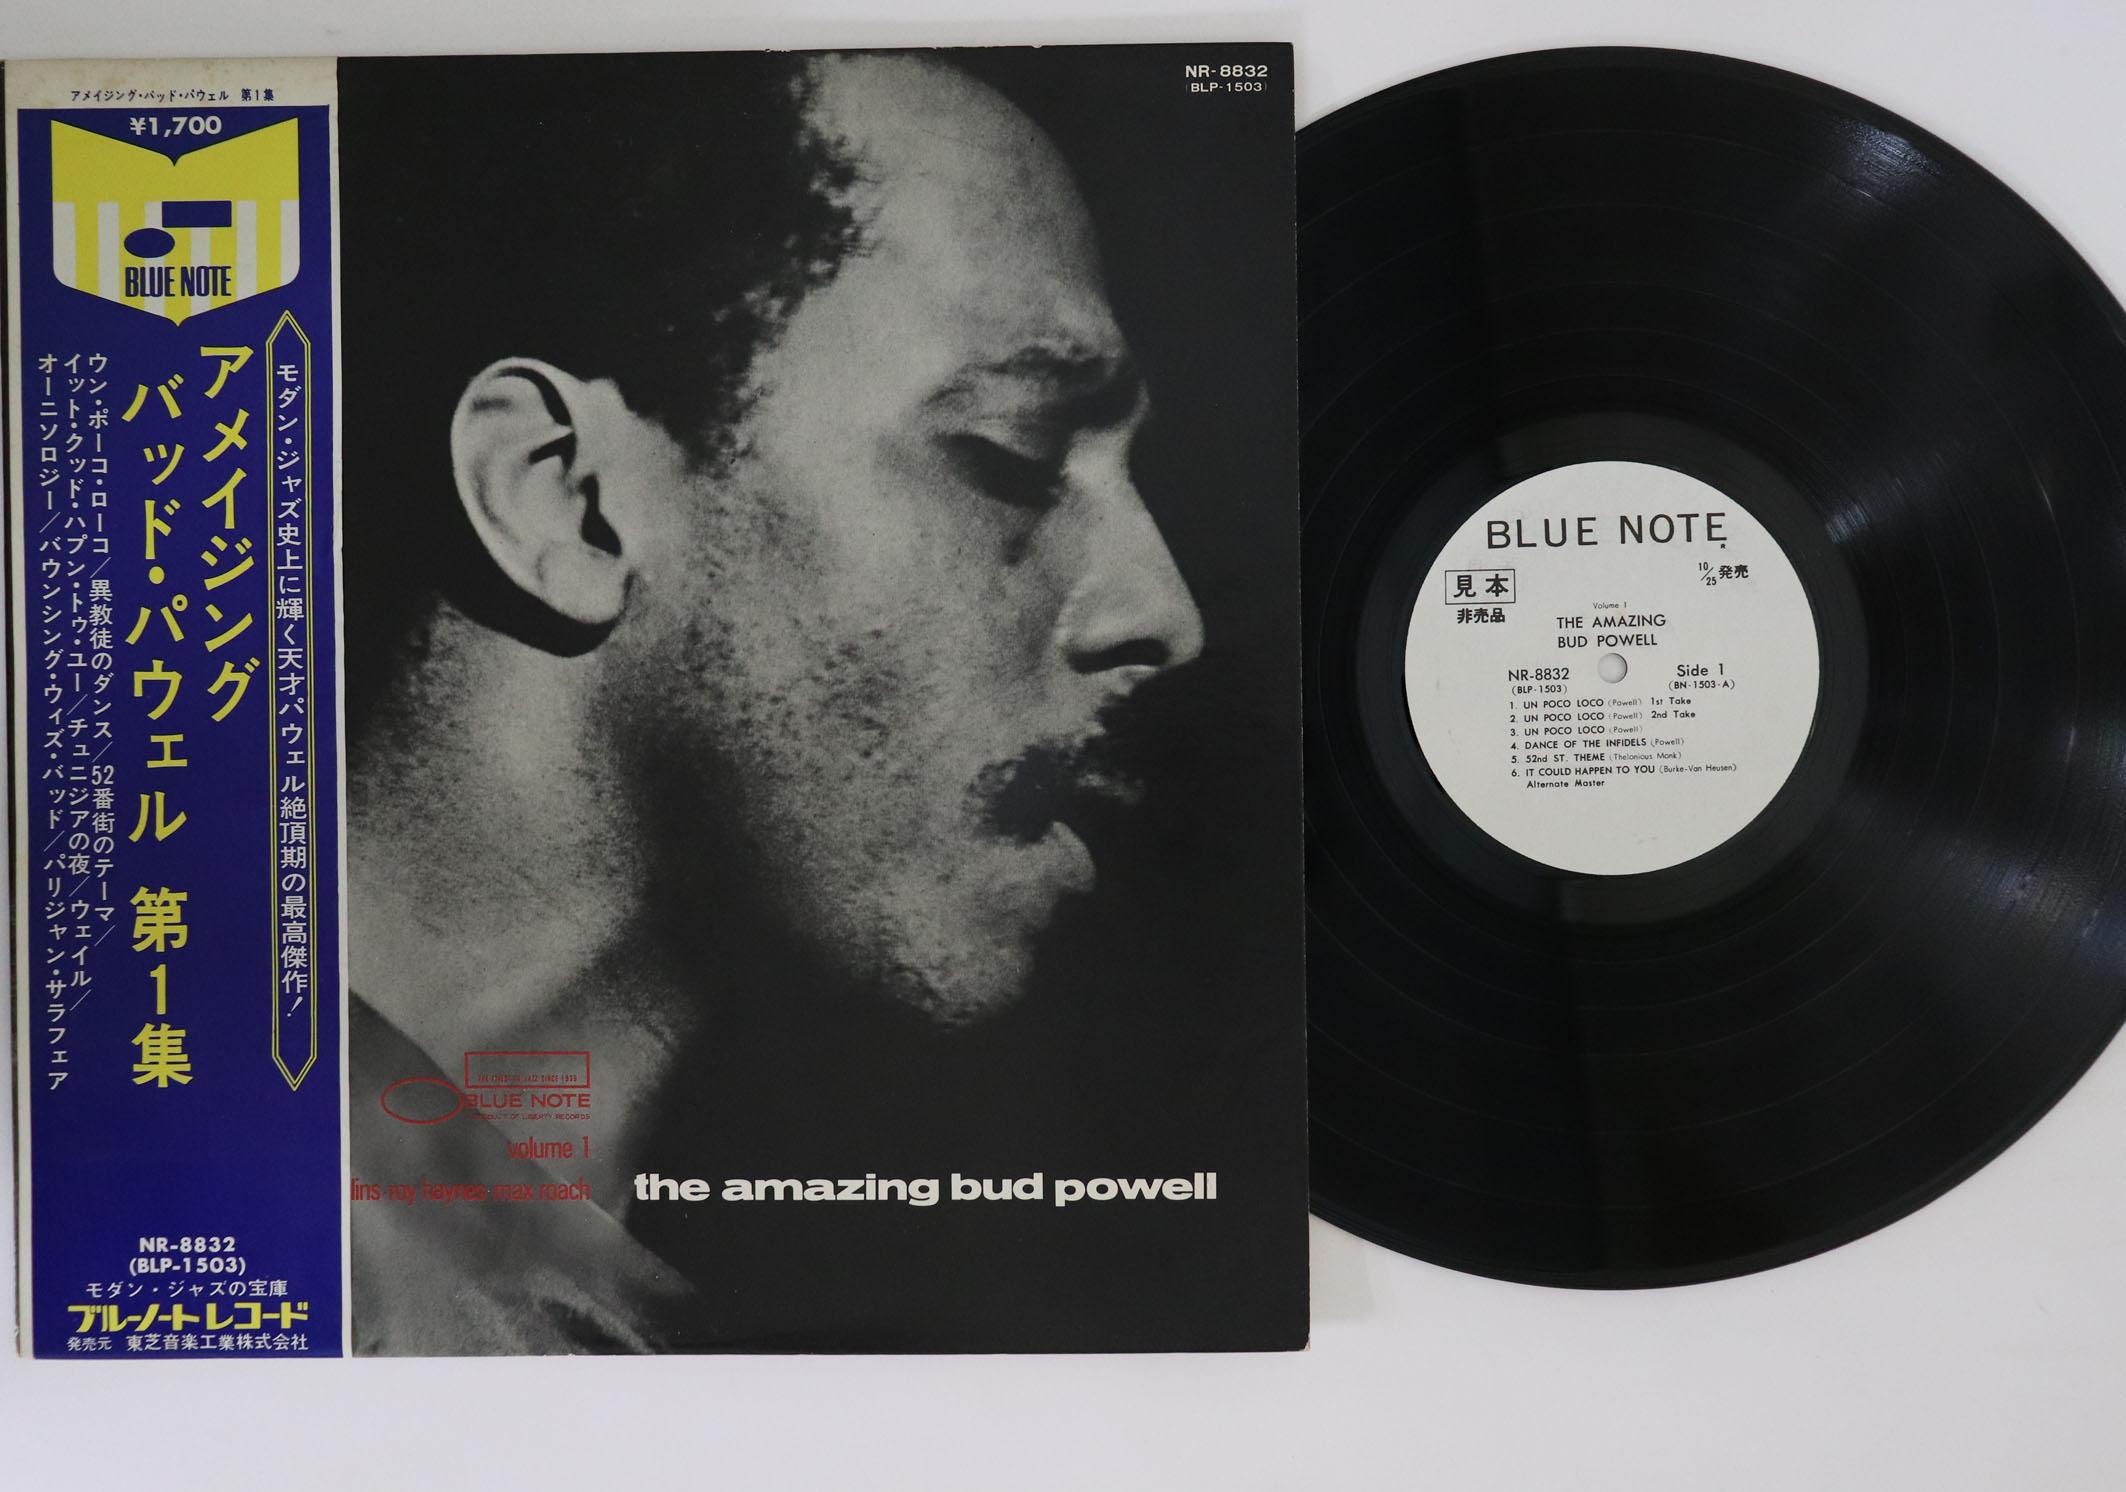 アメイジング・バッド・パウェル 第1集
¥1,700
BLUE NOTE
モダン・ジャズ史上に輝く天才パウェル絶頂期の最高傑作！
アメイジング
バッド・パウェル 第1集
ウン・ポーコ・ローコ／異教徒のダンス／52番街のテーマ／
イット・クッド・ハプン・トゥ・ユー／チュニジアの夜／ウェイル／
オーニソロジー／バウンシング・ウィズ・バッド／パリジャン・サラフェア
NR-8832
(BLP-1503)
モダン・ジャズの宝庫
ブルーノートレコード
発売元 東芝音楽工業株式会社
NR-8832
(BLP-1503)
THE FINEST IN JAZZ SINCE 1939
BLUE NOTE
PRODUCT OF LIBERTY RECORDS
volume 1
lins·roy haynes·max roach
the amazing bud powell
BLUE NOTE
R
見本
非売品
10/25発売
Volume 1
THE AMAZING
BUD POWELL
NR-8832
(BLP-1503)
Side 1
(BN-1503-A)
1. UN POCO LOCO (Powell) 1st Take
2. UN POCO LOCO (Powell) 2nd Take
3. UN POCO LOCO (Powell)
4. DANCE OF THE INFIDELS (Powell)
5. 52nd ST. THEME (Thelonious Monk)
6. IT COULD HAPPEN TO YOU (Burke-Van Heusen)
Alternate Master